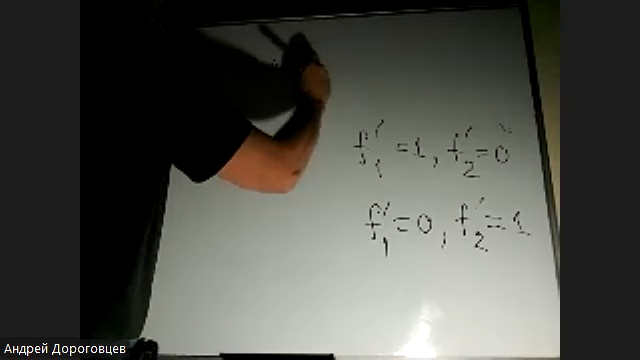 f₁′ = 1, f₂′ = 0
f₁′ = 0, f₂′ = 1
Андрей Дороговцев